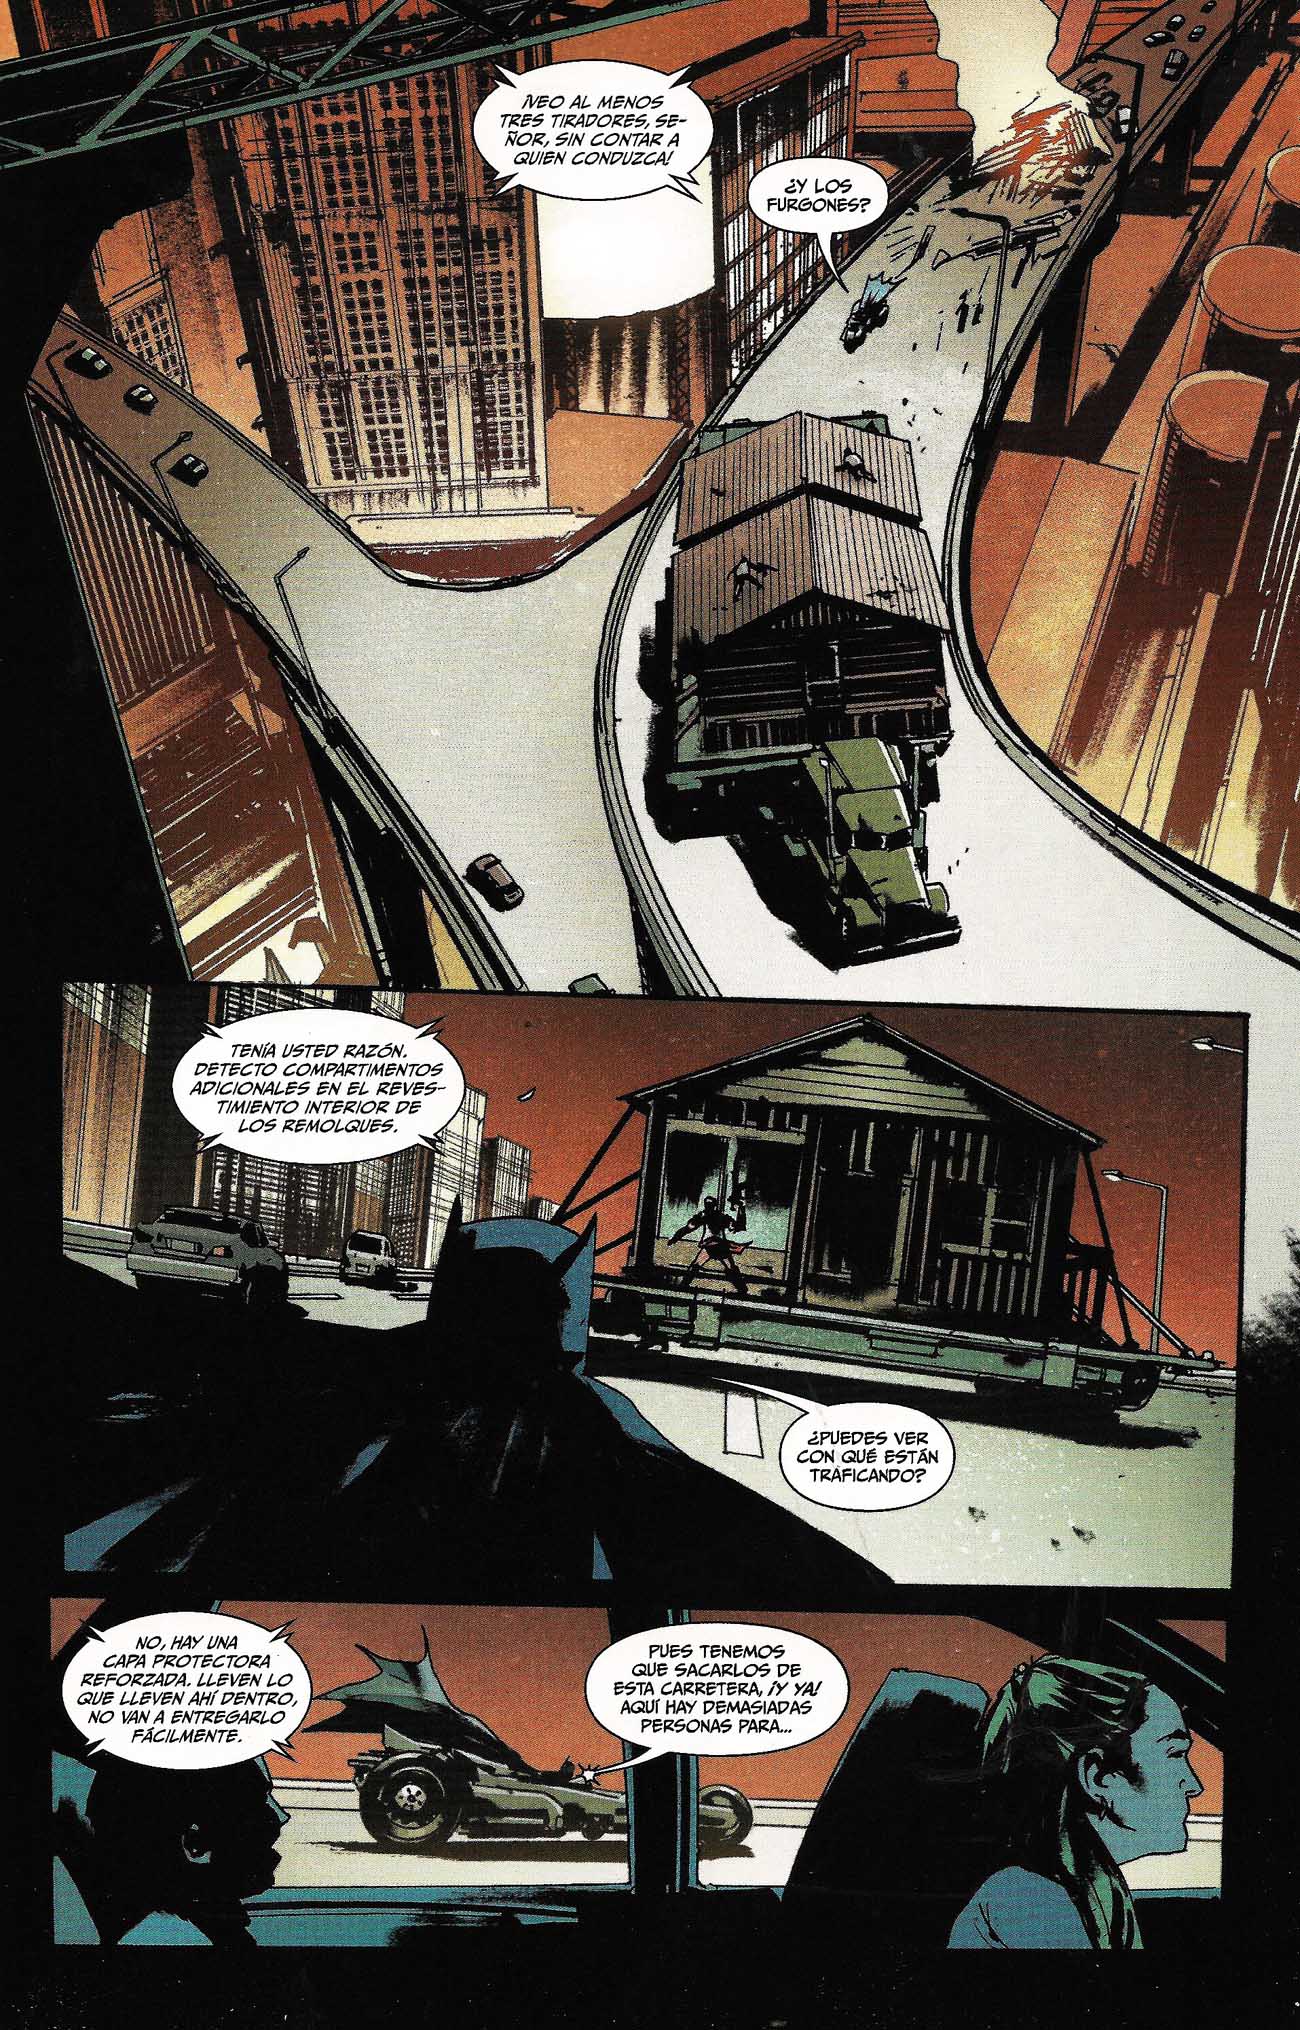 ¡VEO AL MENOS
TRES TIRADORES, SE-
ÑOR, SIN CONTAR A
QUIEN CONDUZCA!
¿Y LOS
FURGONES?
TENÍA USTED RAZÓN.
DETECTO COMPARTIMENTOS
ADICIONALES EN EL REVES-
TIMIENTO INTERIOR DE
LOS REMOLQUES.
¿PUEDES VER
CON QUÉ ESTÁN
TRAFICANDO?
NO, HAY UNA
CAPA PROTECTORA
REFORZADA. LLEVEN LO
QUE LLEVEN AHÍ DENTRO,
NO VAN A ENTREGARLO
FÁCILMENTE.
PUES TENEMOS
QUE SACARLOS DE
ESTA CARRETERA, ¡Y YA!
AQUÍ HAY DEMASIADAS
PERSONAS PARA...